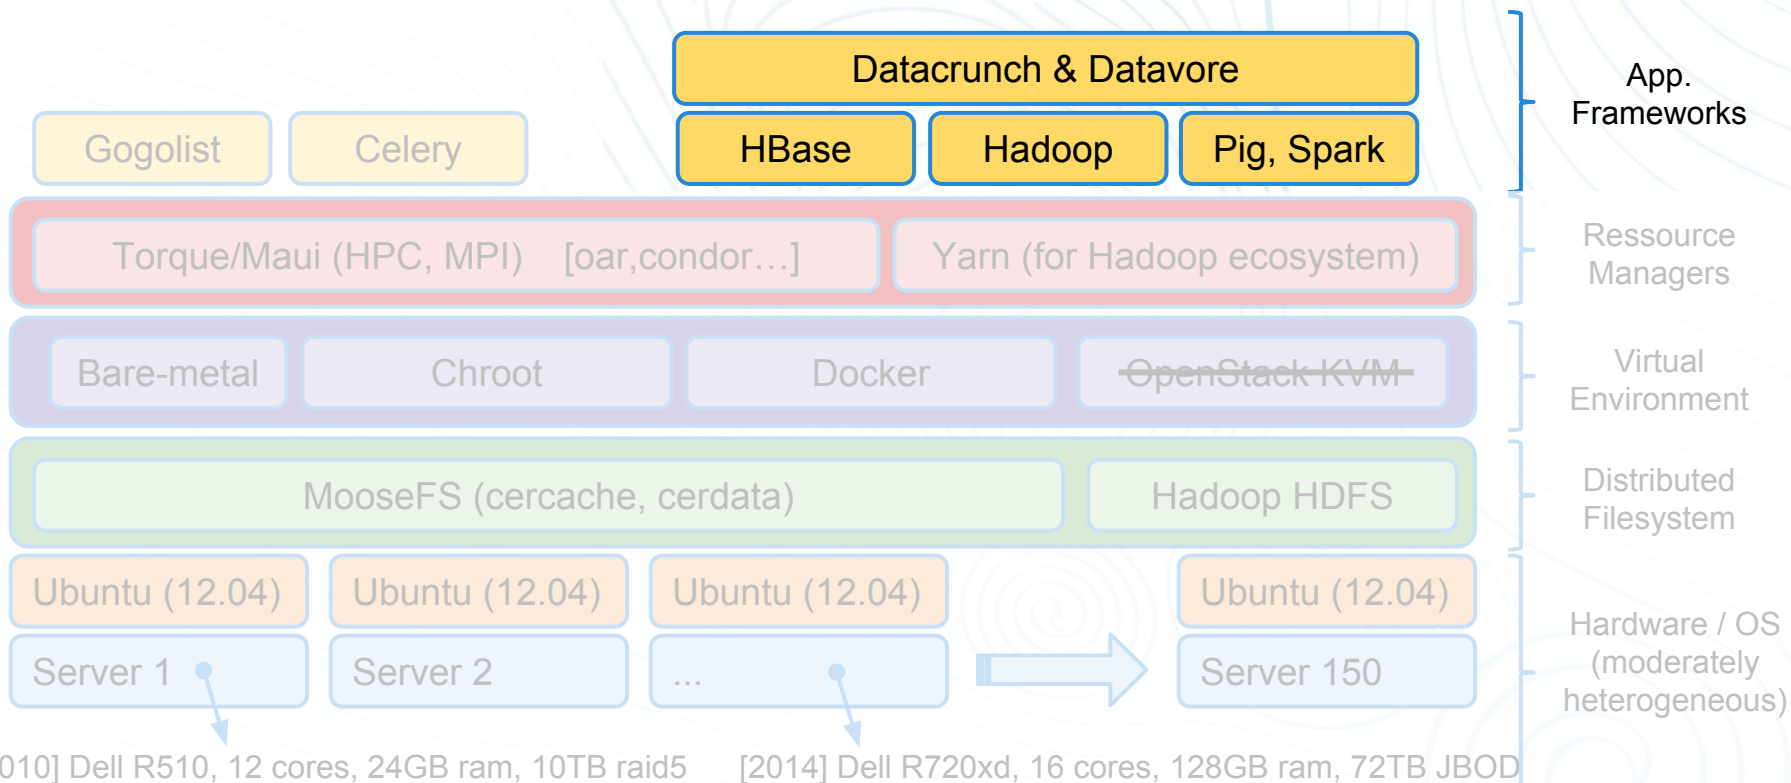 Datacrunch & Datavore
App.
Frameworks
Gogolist
Celery
HBase
Hadoop
Pig, Spark
Torque/Maui (HPC, MPI) [oar,condor...]
Yarn (for Hadoop ecosystem)
Ressource
Managers
Bare-metal
Chroot
Docker
OpenStack KVM
Virtual
Environment
MooseFS (cercache, cerdata)
Hadoop HDFS
Distributed
Filesystem
Ubuntu (12.04)
Ubuntu (12.04)
Ubuntu (12.04)
Ubuntu (12.04)
Server 1
Server 2
...
Server 150
Hardware / OS
(moderately
heterogeneous)
010] Dell R510, 12 cores, 24GB ram, 10TB raid5
[2014] Dell R720xd, 16 cores, 128GB ram, 72TB JBOD